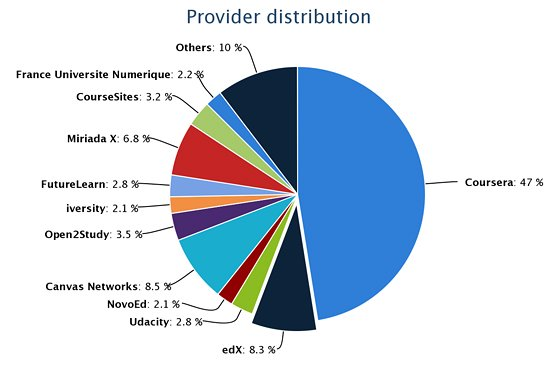 Provider distribution
Others: 10 %
France Universite Numerique: 2.2 %
CourseSites: 3.2 %
Miriada X: 6.8 %
FutureLearn: 2.8 %
iversity: 2.1 %
Open2Study: 3.5 %
Canvas Networks: 8.5 %
NovoEd: 2.1 %
Udacity: 2.8 %
edX: 8.3 %
Coursera: 47 %